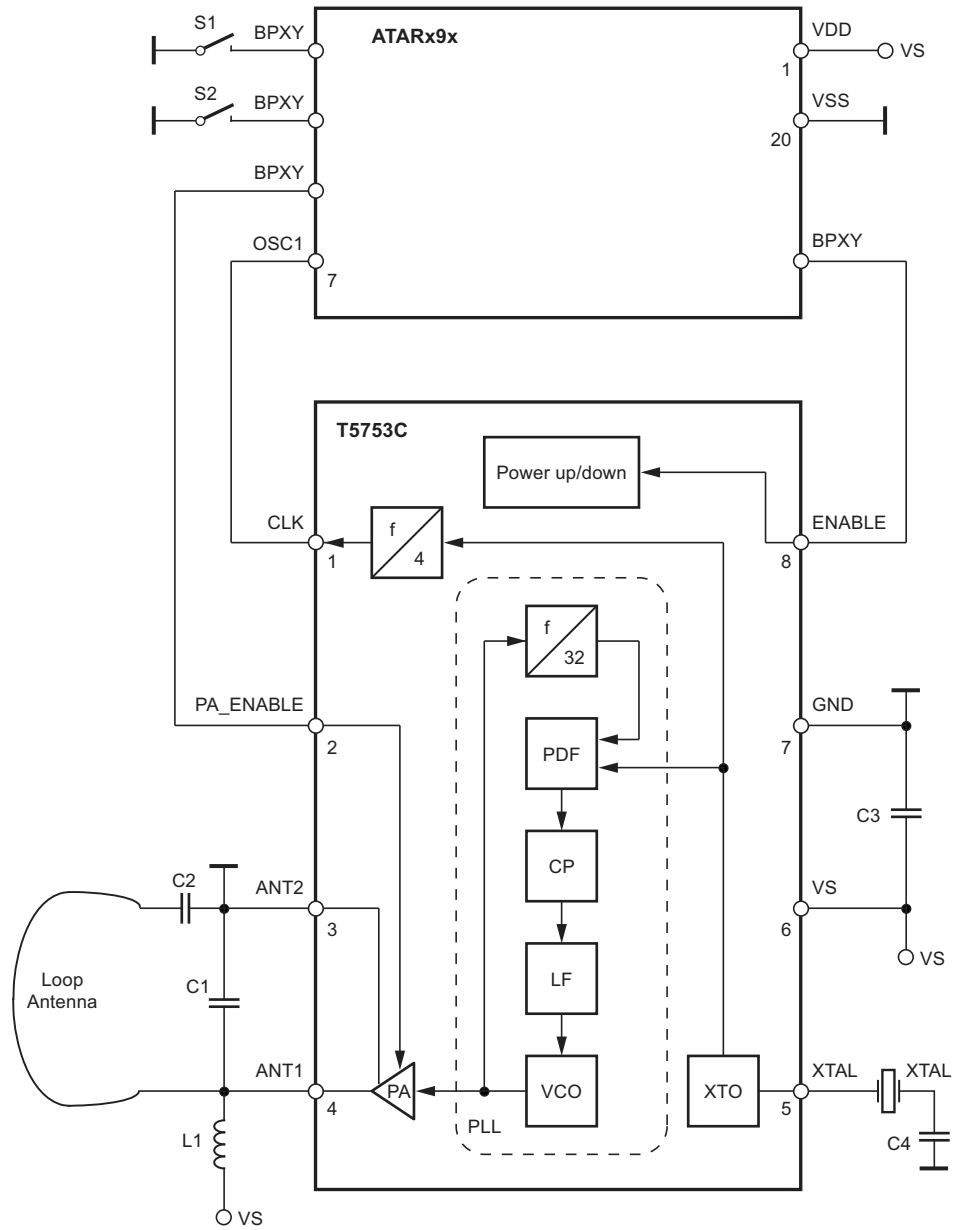 S1
BPXY
ATARx9x
VDD
VS
1
S2
BPXY
VSS
20
BPXY
OSC1
BPXY
7
T5753C
Power up/down
CLK
f
4
ENABLE
1
8
f
32
PA_ENABLE
GND
2
7
PDF
C3
CP
C2
ANT2
VS
3
6
Loop
Antenna
C1
LF
VS
ANT1
PA
VCO
XTO
XTAL
XTAL
4
5
PLL
L1
C4
VS